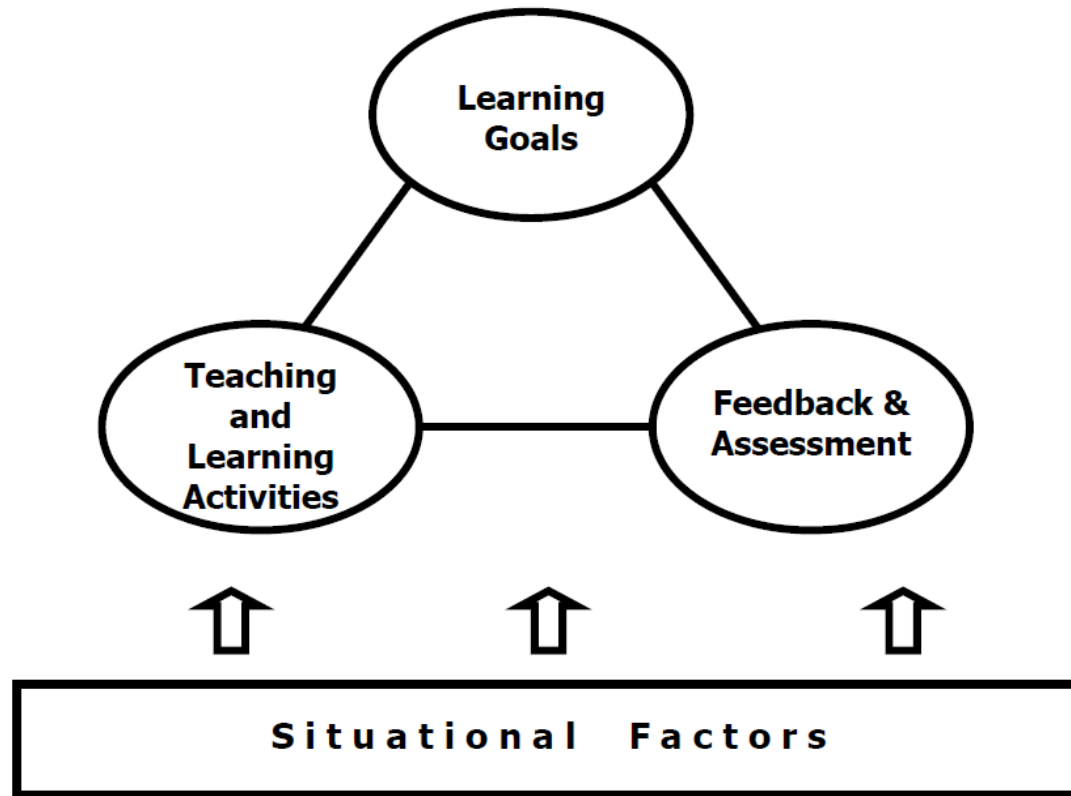 Learning
Goals
Teaching
and
Learning
Activities
Feedback &
Assessment
Situational Factors